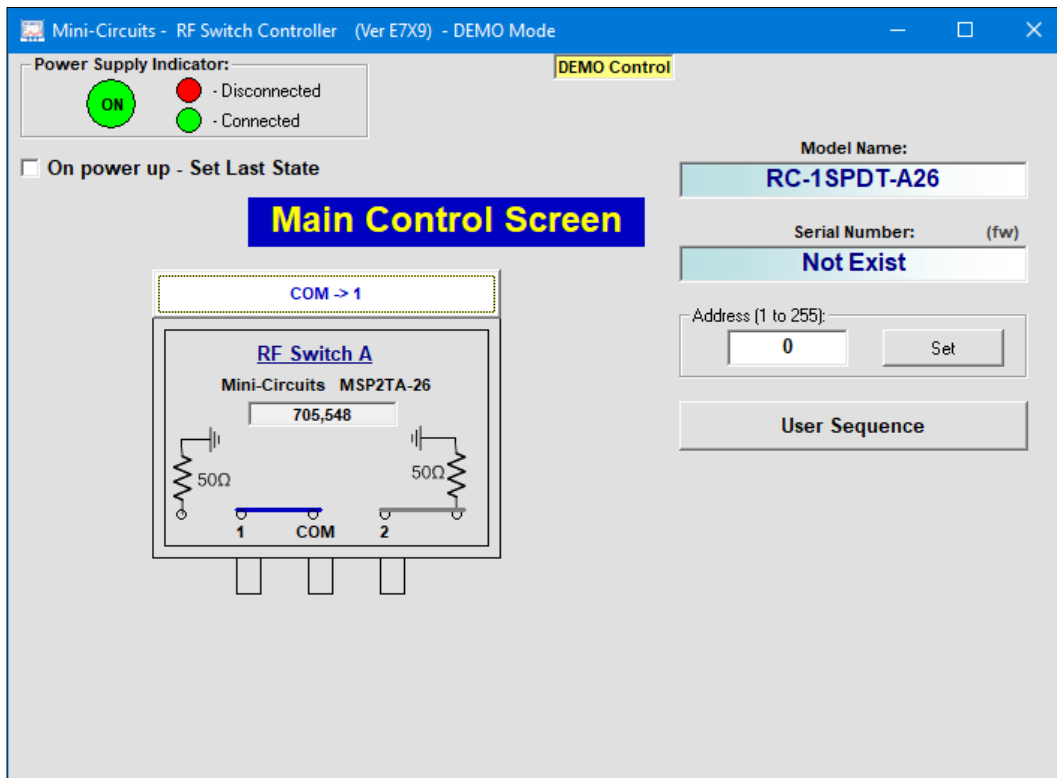 Mini-Circuits - RF Switch Controller (Ver E7X9) - DEMO Mode
Power Supply Indicator:
DEMO Control
ON
- Disconnected
- Connected
On power up - Set Last State
Model Name:
RC-1SPDT-A26
Main Control Screen
Serial Number: (fw)
Not Exist
COM -> 1
Address (1 to 255):
0 Set
RF Switch A
Mini-Circuits MSP2TA-26
705,548
User Sequence
50Ω 50Ω
1 COM 2